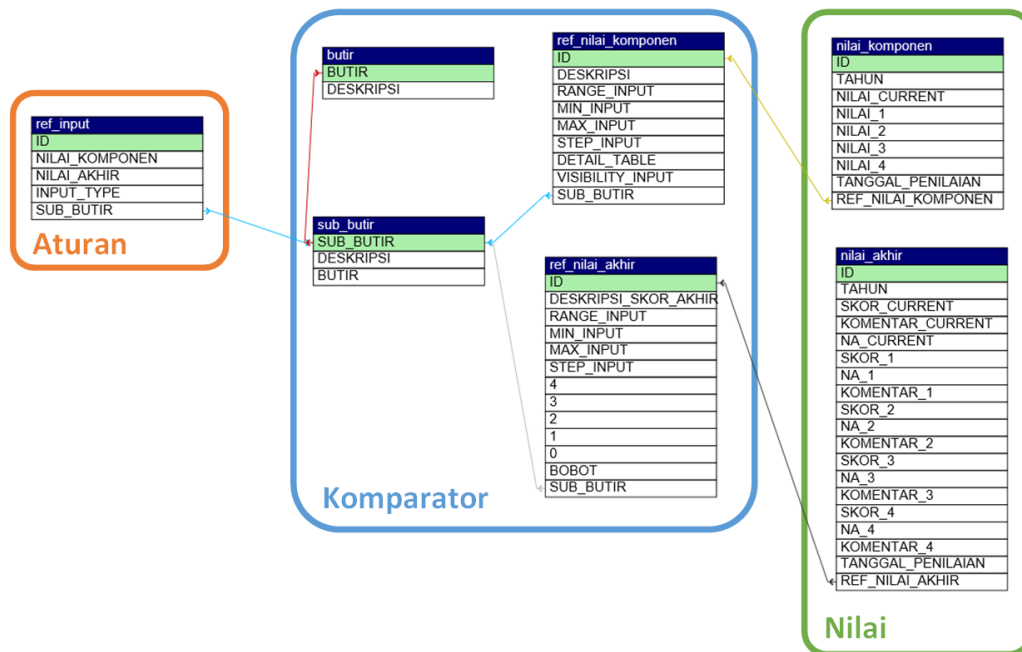 ref_input
ID
NILAI_KOMPONEN
NILAI_AKHIR
INPUT_TYPE
SUB_BUTIR
Aturan
butir
BUTIR
DESKRIPSI
sub_butir
SUB_BUTIR
DESKRIPSI
BUTIR
ref_nilai_komponen
ID
DESKRIPSI
RANGE_INPUT
MIN_INPUT
MAX_INPUT
STEP_INPUT
DETAIL_TABLE
VISIBILITY_INPUT
SUB_BUTIR
ref_nilai_akhir
ID
DESKRIPSI_SKOR_AKHIR
RANGE_INPUT
MIN_INPUT
MAX_INPUT
STEP_INPUT
4
3
2
1
0
BOBOT
SUB_BUTIR
Komparator
nilai_komponen
ID
TAHUN
NILAI_CURRENT
NILAI_1
NILAI_2
NILAI_3
NILAI_4
TANGGAL_PENILAIAN
REF_NILAI_KOMPONEN
nilai_akhir
ID
TAHUN
SKOR_CURRENT
KOMENTAR_CURRENT
NA_CURRENT
SKOR_1
NA_1
KOMENTAR_1
SKOR_2
NA_2
KOMENTAR_2
SKOR_3
NA_3
KOMENTAR_3
SKOR_4
NA_4
KOMENTAR_4
TANGGAL_PENILAIAN
REF_NILAI_AKHIR
Nilai